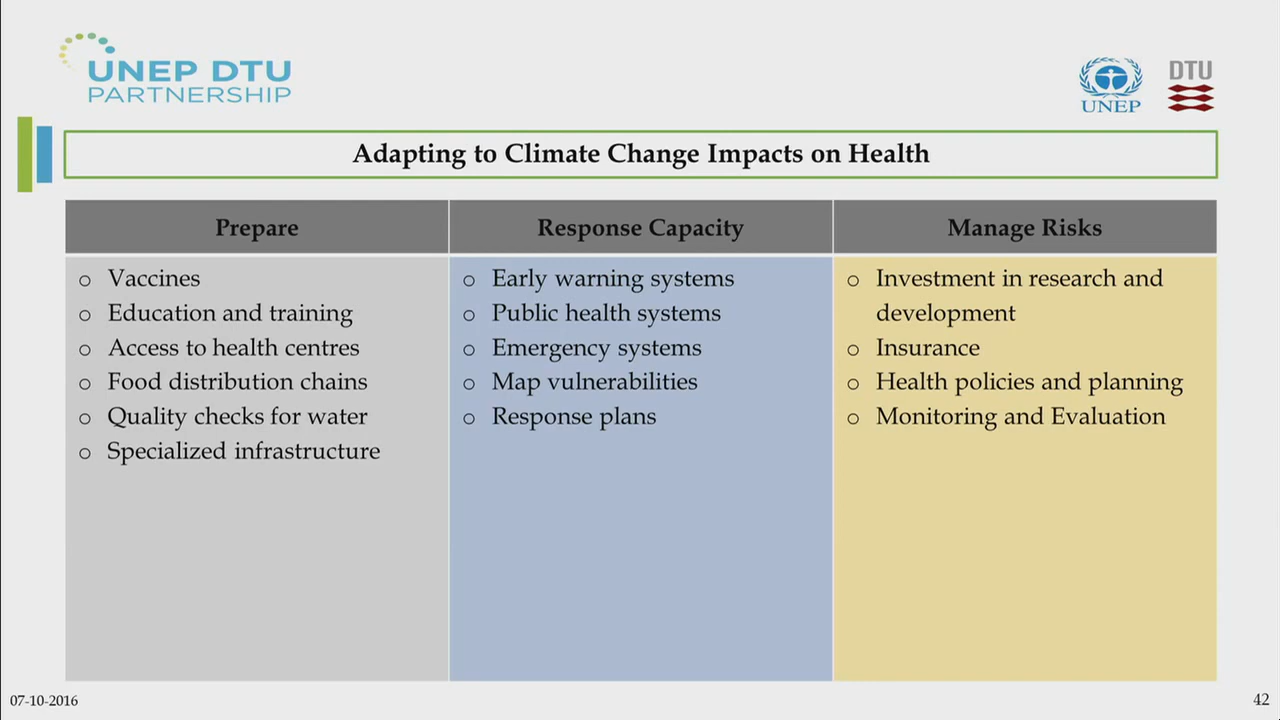 UNEP DTU
PARTNERSHIP
UNEP
DTU
Adapting to Climate Change Impacts on Health
Prepare
Response Capacity
Manage Risks
o Vaccines
o Education and training
o Access to health centres
o Food distribution chains
o Quality checks for water
o Specialized infrastructure
o Early warning systems
o Public health systems
o Emergency systems
o Map vulnerabilities
o Response plans
o Investment in research and
development
o Insurance
o Health policies and planning
o Monitoring and Evaluation
07-10-2016
42